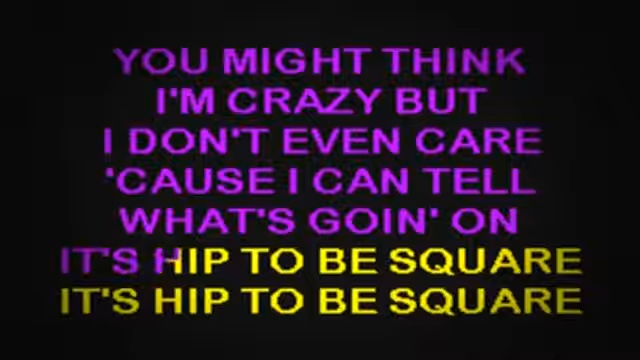 YOU MIGHT THINK
I'M CRAZY BUT
I DON'T EVEN CARE
'CAUSE I CAN TELL
WHAT'S GOIN' ON
IT'S HIP TO BE SQUARE
IT'S HIP TO BE SQUARE